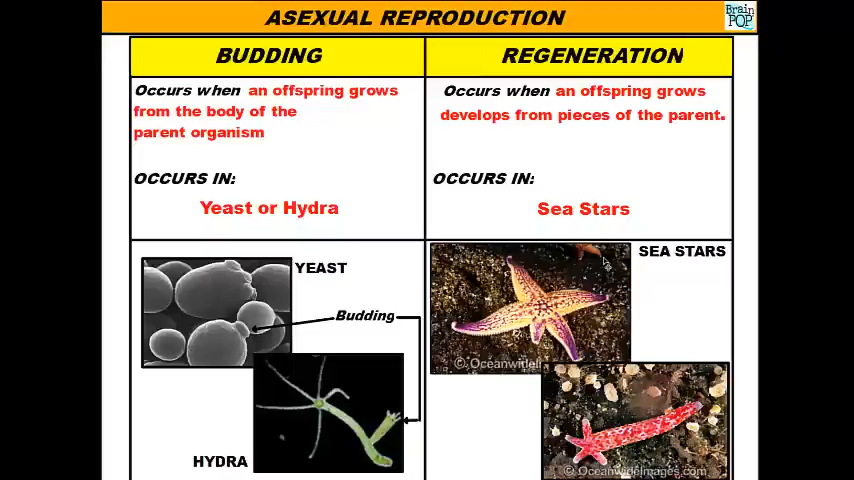 ASEXUAL REPRODUCTION
Brain
POP
BUDDING
Occurs when an offspring grows
from the body of the
parent organism
OCCURS IN:
Yeast or Hydra
REGENERATION
Occurs when an offspring grows
develops from pieces of the parent.
OCCURS IN:
Sea Stars
YEAST
Budding
HYDRA
SEA STARS
© OceanwideIm
© OceanwideImages.com